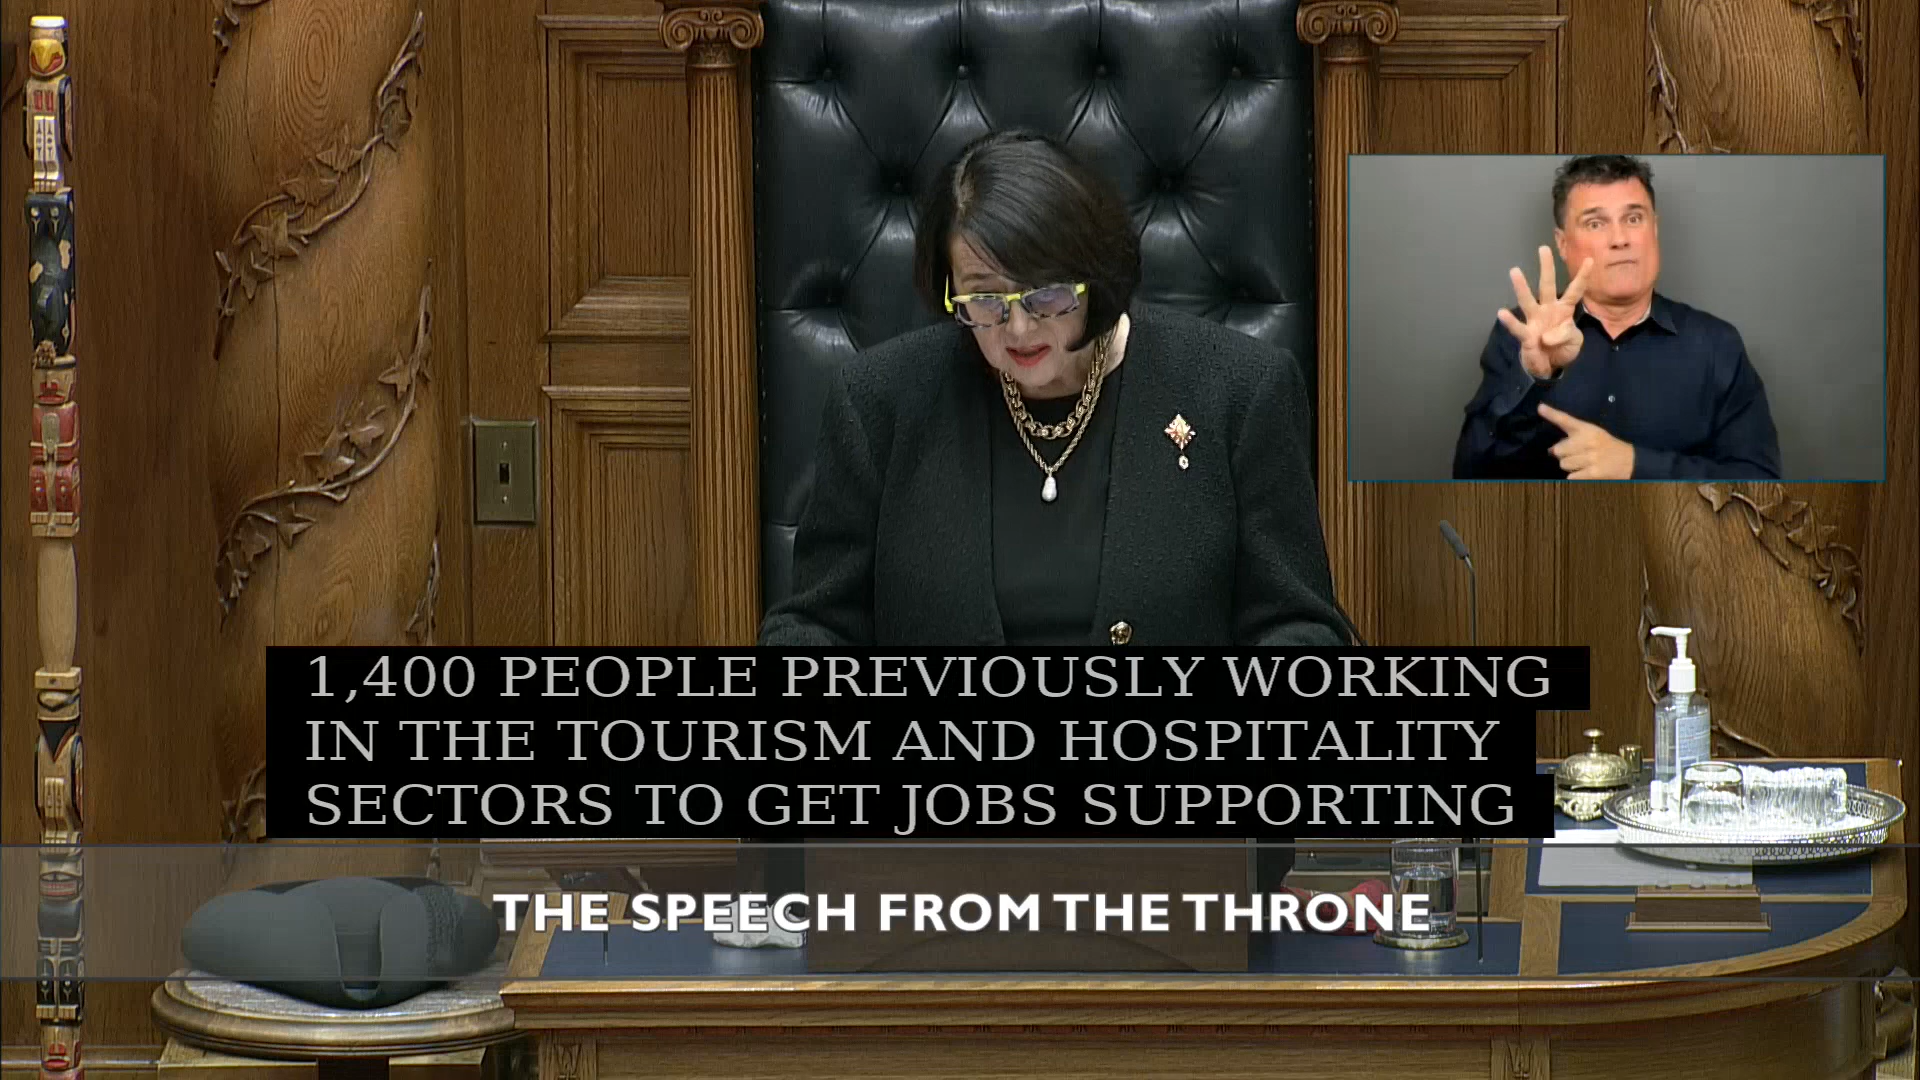 1,400 PEOPLE PREVIOUSLY WORKING
IN THE TOURISM AND HOSPITALITY
SECTORS TO GET JOBS SUPPORTING
THE SPEECH FROM THE THRONE